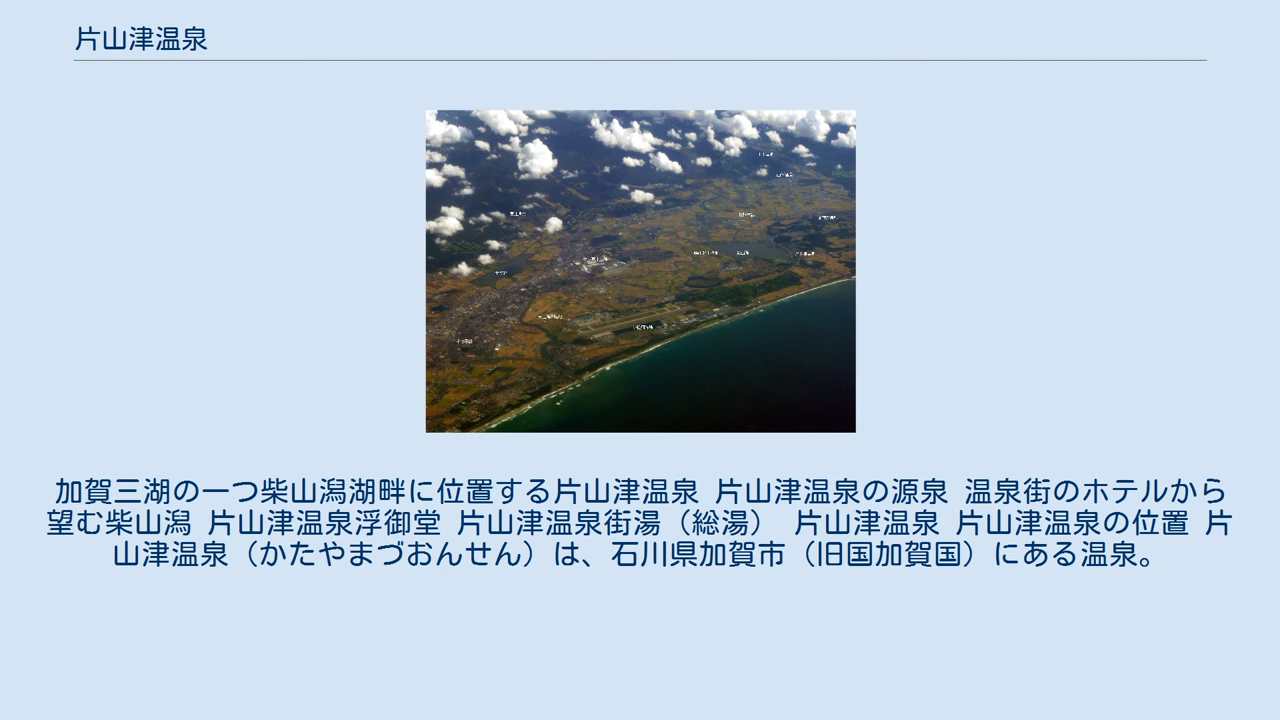 片山津温泉
加賀三湖の一つ柴山潟湖畔に位置する片山津温泉 片山津温泉の源泉 温泉街のホテルから
望む柴山潟 片山津温泉浮御堂 片山津温泉街湯（総湯） 片山津温泉 片山津温泉の位置 片
山津温泉（かたやまづおんせん）は、石川県加賀市（旧国加賀国）にある温泉。